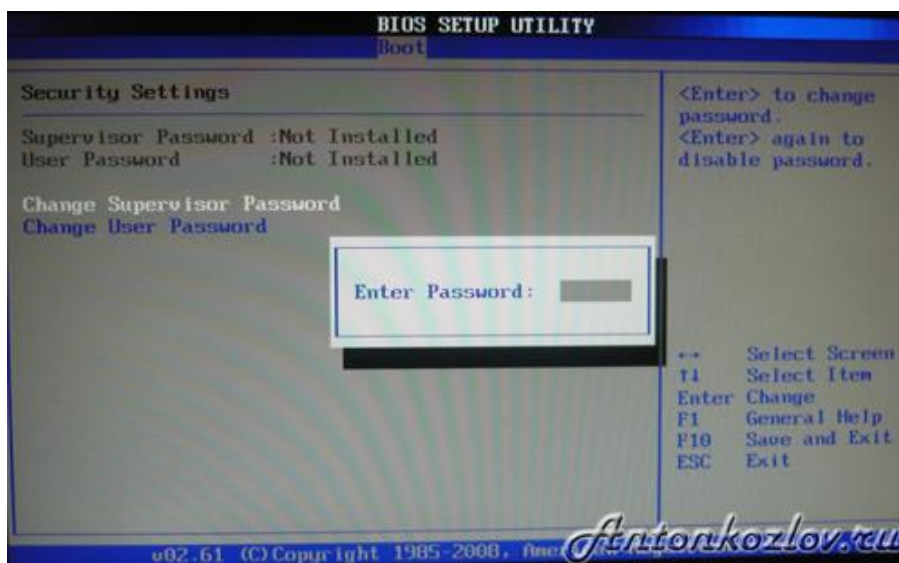 BIOS SETUP UTILITY
Boot
Security Settings
Supervisor Password :Not Installed
User Password :Not Installed
Change Supervisor Password
Change User Password
Enter Password:
<Enter> to change
password.
<Enter> again to
disable password.
←→ Select Screen
↑↓ Select Item
Enter Change
F1 General Help
F10 Save and Exit
ESC Exit
v02.61 (C)Copyright 1985-2008,
Antonkozlov.ru